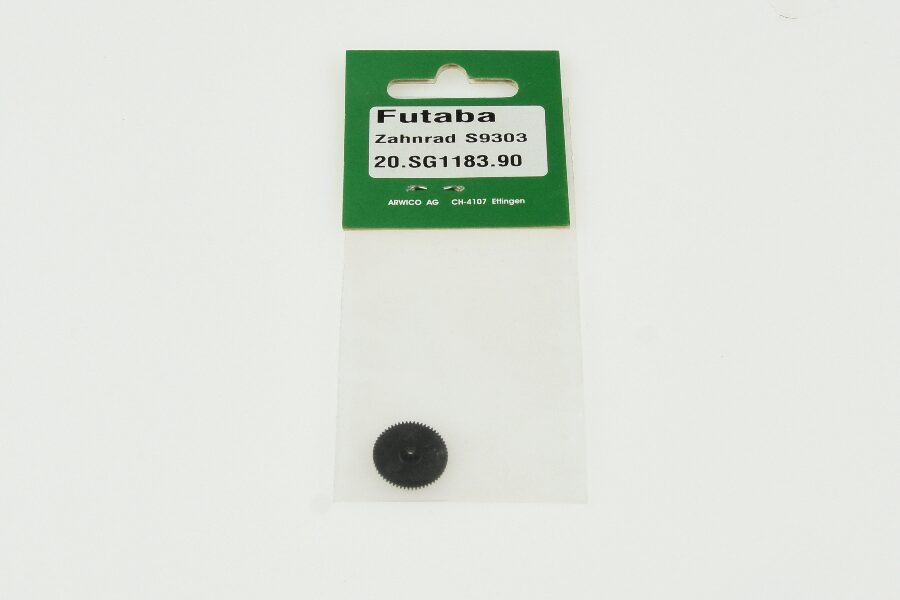 Futaba
Zahnrad S9303
20.SG1183.90
ARWICO AG CH-4107 Ettingen